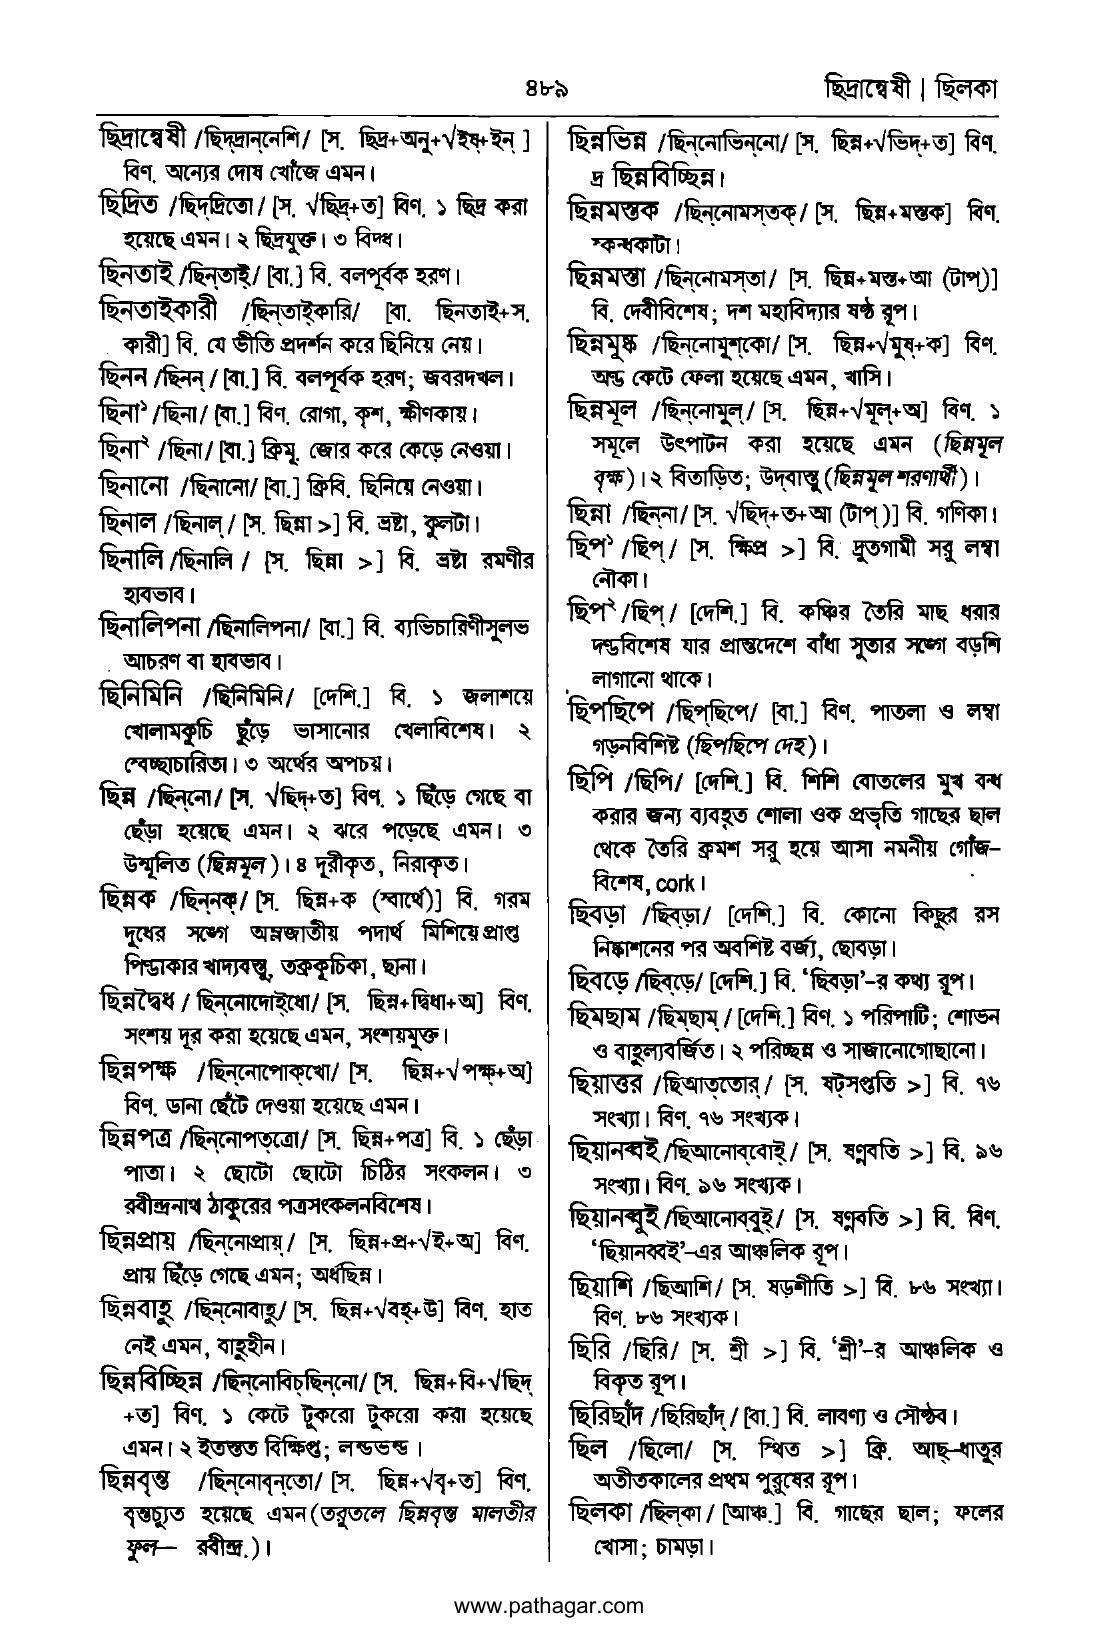 ৪৮৯
ছিদ্রান্বেষী | ছিলকা
ছিদ্রান্বেষী /ছিদ্‌দ্রান্‌নেশি/ [স. ছিদ্র+অনু+√ইষ্+ইন্ ]
বিণ. অন্যের দোষ খোঁজে এমন।
ছিদ্রিত /ছিদ্‌দ্রিতো/ [স. √ছিদ্র্+ত] বিণ. ১ ছিদ্র করা
হয়েছে এমন। ২ ছিদ্রযুক্ত। ৩ বিদ্ধ।
ছিনতাই /ছিন্‌তাই্/ [বা.] বি. বলপূর্বক হরণ।
ছিনতাইকারী /ছিন্‌তাই্কারি/ [বা. ছিনতাই+স.
কারী] বি. যে ভীতি প্রদর্শন করে ছিনিয়ে নেয়।
ছিনন /ছিনন্/ [বা.] বি. বলপূর্বক হরণ; জবরদখল।
ছিনা১ /ছিনা/ [বা.] বিণ. রোগা, কৃশ, ক্ষীণকায়।
ছিনা২ /ছিনা/ [বা.] ক্রিমূ. জোর করে কেড়ে নেওয়া।
ছিনানো /ছিনানো/ [বা.] ক্রিবি. ছিনিয়ে নেওয়া।
ছিনাল /ছিনাল্/ [স. ছিন্না >] বি. ভ্রষ্টা, কুলটা।
ছিনালি /ছিনালি / [স. ছিন্না >] বি. ভ্রষ্টা রমণীর
হাবভাব।
ছিনালিপনা /ছিনালিপনা/ [বা.] বি. ব্যভিচারিণীসুলভ
আচরণ বা হাবভাব।
ছিনিমিনি /ছিনিমিনি/ [দেশি.] বি. ১ জলাশয়ে
খোলামকুচি ছুঁড়ে ভাসানোর খেলাবিশেষ। ২
স্বেচ্ছাচারিতা। ৩ অর্থের অপচয়।
ছিন্ন /ছিন্‌নো/ [স. √ছিদ্+ত] বিণ. ১ ছিঁড়ে গেছে বা
ছেঁড়া হয়েছে এমন। ২ ঝরে পড়েছে এমন। ৩
উন্মূলিত (ছিন্নমূল)। ৪ দূরীকৃত, নিরাকৃত।
ছিন্নক /ছিন্‌নক্/ [স. ছিন্ন+ক (স্বার্থে)] বি. গরম
দুধের সঙ্গে অম্লজাতীয় পদার্থ মিশিয়ে প্রাপ্ত
পিণ্ডাকার খাদ্যবস্তু, তক্রকূচিকা, ছানা।
ছিন্নদ্বৈধ / ছিন্‌নোদোই্ধো/ [স. ছিন্ন+দ্বিধা+অ] বিণ.
সংশয় দূর করা হয়েছে এমন, সংশয়মুক্ত।
ছিন্নপক্ষ /ছিন্‌নোপোক্‌খো/ [স. ছিন্ন+√পক্ষ্+অ]
বিণ. ডানা ছেঁটে দেওয়া হয়েছে এমন।
ছিন্নপত্র /ছিন্‌নোপত্‌ত্রো/ [স. ছিন্ন+পত্র] বি. ১ ছেঁড়া
পাতা। ২ ছোটো ছোটো চিঠির সংকলন। ৩
রবীন্দ্রনাথ ঠাকুরের পত্রসংকলনবিশেষ।
ছিন্নপ্রায় /ছিন্‌নোপ্রায়্/ [স. ছিন্ন+প্র+√ই+অ] বিণ.
প্রায় ছিঁড়ে গেছে এমন; অর্ধছিন্ন।
ছিন্নবাহু /ছিন্‌নোবাহু/ [স. ছিন্ন+√বহ্+উ] বিণ. হাত
নেই এমন, বাহুহীন।
ছিন্নবিচ্ছিন্ন /ছিন্‌নোবিচ্‌ছিন্‌নো/ [স. ছিন্ন+বি+√ছিদ্
+ত] বিণ. ১ কেটে টুকরো টুকরো করা হয়েছে
এমন। ২ ইতস্তত বিক্ষিপ্ত; লন্ডভন্ড।
ছিন্নবৃন্ত /ছিন্‌নোবৃন্‌তো/ [স. ছিন্ন+√বৃ+ত] বিণ.
বৃন্তচ্যুত হয়েছে এমন (তরুতলে ছিন্নবৃন্ত মালতীর
ফুল— রবীন্দ্র.)।
ছিন্নভিন্ন /ছিন্‌নোভিন্‌নো/ [স. ছিন্ন+√ভিদ্+ত] বিণ.
দ্র ছিন্নবিচ্ছিন্ন।
ছিন্নমস্তক /ছিন্‌নোমস্‌তক্/ [স. ছিন্ন+মস্তক] বিণ.
স্কন্ধকাটা।
ছিন্নমস্তা /ছিন্‌নোমস্‌তা/ [স. ছিন্ন+মস্ত+আ (টাপ্)]
বি. দেবীবিশেষ; দশ মহাবিদ্যার ষষ্ঠ রূপ।
ছিন্নমুষ্ক /ছিন্‌নোমুশ্‌কো/ [স. ছিন্ন+√মুষ্+ক] বিণ.
অন্ড কেটে ফেলা হয়েছে এমন, খাসি।
ছিন্নমূল /ছিন্‌নোমুল্/ [স. ছিন্ন+√মূল্+অ] বিণ. ১
সমূলে উৎপাটন করা হয়েছে এমন (ছিন্নমূল
বৃক্ষ)। ২ বিতাড়িত; উদ্‌বাস্তু (ছিন্নমূল শরণার্থী)।
ছিন্না /ছিন্‌না/ [স. √ছিদ্+ত+আ (টাপ্)] বি. গণিকা।
ছিপ১ /ছিপ্/ [স. ক্ষিপ্র >] বি. দ্রুতগামী সরু লম্বা
নৌকা।
ছিপ২ /ছিপ্/ [দেশি.] বি. কঞ্চির তৈরি মাছ ধরার
দণ্ডবিশেষ যার প্রান্তদেশে বাঁধা সুতার সঙ্গে বড়শি
লাগানো থাকে।
ছিপছিপে /ছিপ্‌ছিপে/ [বা.] বিণ. পাতলা ও লম্বা
গড়নবিশিষ্ট (ছিপছিপে দেহ)।
ছিপি /ছিপি/ [দেশি.] বি. শিশি বোতলের মুখ বন্ধ
করার জন্য ব্যবহৃত শোলা ওক প্রভৃতি গাছের ছাল
থেকে তৈরি ক্রমশ সরু হয়ে আসা নমনীয় গোঁজ–
বিশেষ, cork।
ছিবড়া /ছিব্‌ড়া/ [দেশি.] বি. কোনো কিছুর রস
নিষ্কাশনের পর অবশিষ্ট বর্জ্য, ছোবড়া।
ছিবড়ে /ছিব্‌ড়ে/ [দেশি.] বি. ‘ছিবড়া’–র কথ্য রূপ।
ছিমছাম /ছিম্‌ছাম্/ [দেশি.] বিণ. ১ পরিপাটি; শোভন
ও বাহুল্যবর্জিত। ২ পরিচ্ছন্ন ও সাজানোগোছানো।
ছিয়াত্তর /ছিআত্‌তোর্/ [স. ষট্‌সপ্ততি >] বি. ৭৬
সংখ্যা। বিণ. ৭৬ সংখ্যক।
ছিয়ানব্বই /ছিআনোব্‌বোই্/ [স. ষণ্ণবতি >] বি. ৯৬
সংখ্যা। বিণ. ৯৬ সংখ্যক।
ছিয়ানব্বুই /ছিআনোব্‌বুই্/ [স. ষণ্ণবতি >] বি. বিণ.
‘ছিয়ানব্বই’–এর আঞ্চলিক রূপ।
ছিয়াশি /ছিআশি/ [স. ষড়শীতি >] বি. ৮৬ সংখ্যা।
বিণ. ৮৬ সংখ্যক।
ছিরি /ছিরি/ [স. শ্রী >] বি. ‘শ্রী’–র আঞ্চলিক ও
বিকৃত রূপ।
ছিরিছাঁদ /ছিরিছাঁদ্/ [বা.] বি. লাবণ্য ও সৌষ্ঠব।
ছিল /ছিলো/ [স. স্থিত >] ক্রি. আছ্–ধাতুর
অতীতকালের প্রথম পুরুষের রূপ।
ছিলকা /ছিল্‌কা/ [আঞ্চ.] বি. গাছের ছাল; ফলের
খোসা; চামড়া।
www.pathagar.com